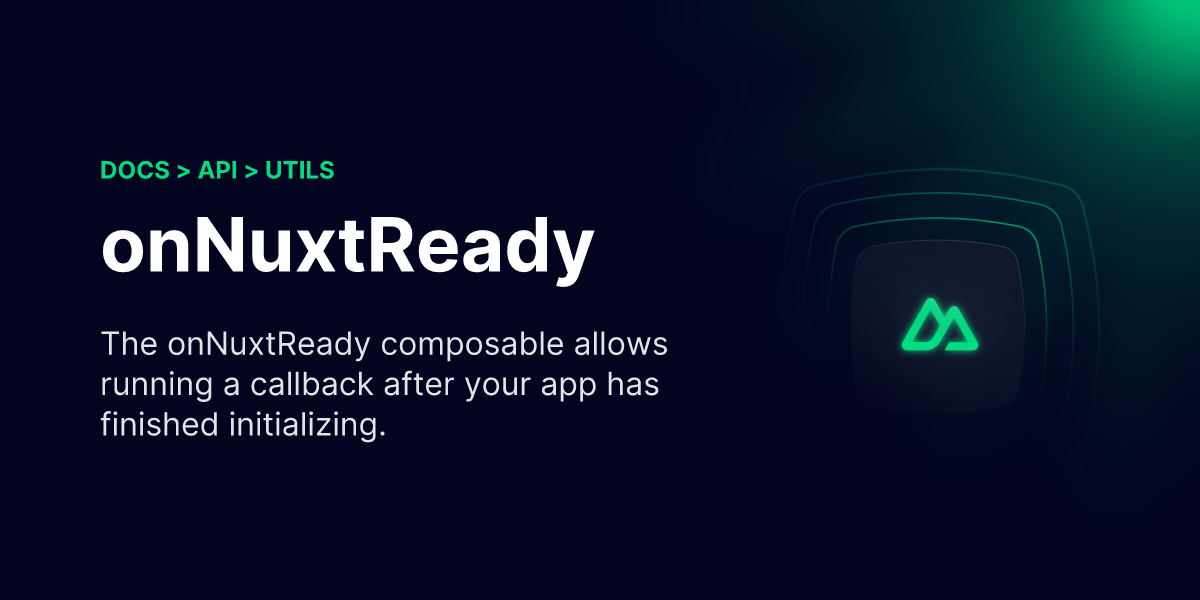 DOCS > API > UTILS
onNuxtReady
The onNuxtReady composable allows
running a callback after your app has
finished initializing.